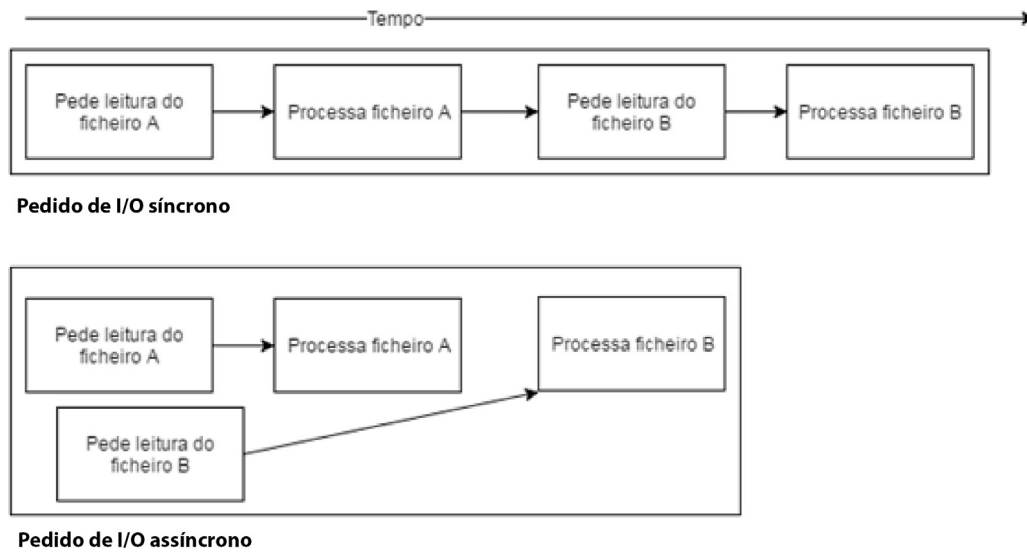 Tempo
Pede leitura do
ficheiro A
Processa ficheiro A
Pede leitura do
ficheiro B
Processa ficheiro B
Pedido de I/O síncrono
Pede leitura do
ficheiro A
Processa ficheiro A
Processa ficheiro B
Pede leitura do
ficheiro B
Pedido de I/O assíncrono